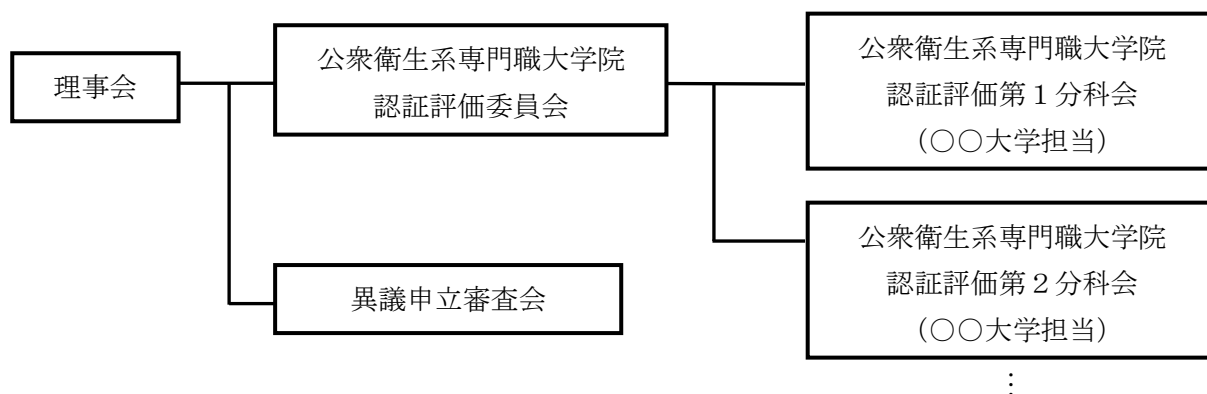 理事会
公衆衛生系専門職大学院
認証評価委員会
異議申立審査会
公衆衛生系専門職大学院
認証評価第１分科会
（○○大学担当）
公衆衛生系専門職大学院
認証評価第２分科会
（○○大学担当）
⋮